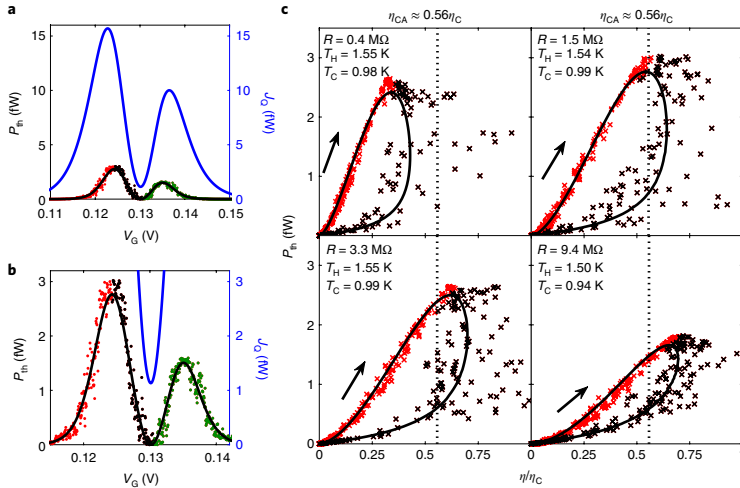 a
15
10
5
0
P_th (fW)
15
10
5
0
J_Q (fW)
0.11 0.12 0.13 0.14 0.15
V_G (V)
b
3
2
1
0
P_th (fW)
3
2
1
0
J_Q (fW)
0.12 0.13 0.14
V_G (V)
c
η_CA ≈ 0.56η_C
η_CA ≈ 0.56η_C
R = 0.4 MΩ
T_H = 1.55 K
T_C = 0.98 K
R = 1.5 MΩ
T_H = 1.54 K
T_C = 0.99 K
3
2
1
0
P_th (fW)
R = 3.3 MΩ
T_H = 1.55 K
T_C = 0.99 K
R = 9.4 MΩ
T_H = 1.50 K
T_C = 0.94 K
3
2
1
0
0 0.25 0.5 0.75 0 0.25 0.5 0.75
η/η_C